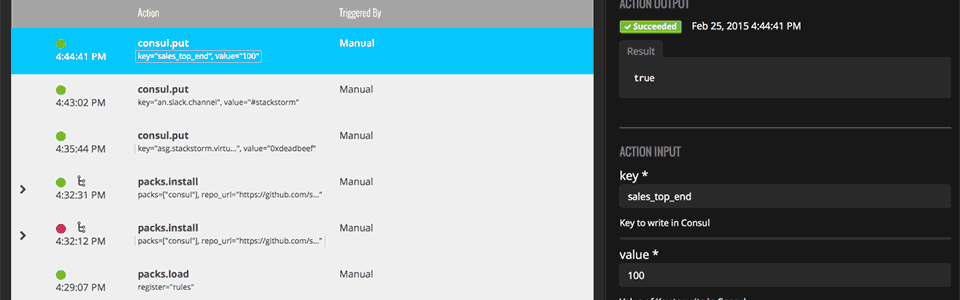 Action Triggered By
4:44:41 PM
consul.put
key="sales_top_end", value="100"
Manual
4:43:02 PM
consul.put
key="an.slack.channel", value="#stackstorm"
Manual
4:35:44 PM
consul.put
key="asg.stackstorm.virtu...", value="0xdeadbeef"
Manual
4:32:31 PM
packs.install
packs=["consul"], repo_url="https://github.com/s..."
Manual
4:32:12 PM
packs.install
packs=["consul"], repo_url="https://github.com/s..."
Manual
4:29:07 PM
packs.load
register="rules"
Manual
ACTION OUTPUT
Succeeded Feb 25, 2015 4:44:41 PM
Result
true
ACTION INPUT
key *
sales_top_end
Key to write in Consul
value *
100